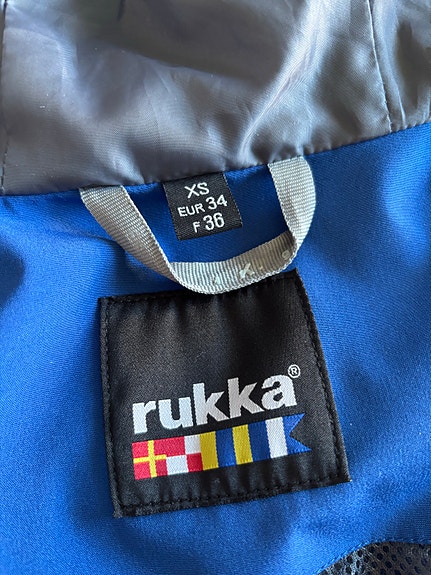 XS
EUR 34
F 36
rukka®